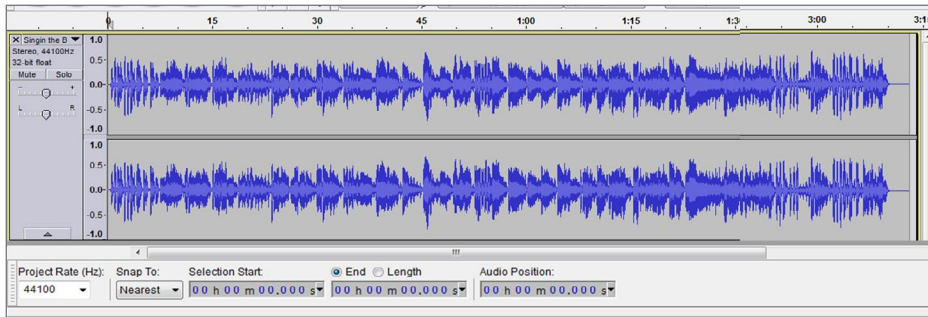 0 15 30 45 1:00 1:15 1:3 3:00 3:1
X Singin the B
Stereo, 44100Hz
32-bit float
Mute Solo
- +
L R
1.0
0.5-
0.0-
-0.5-
-1.0
1.0
0.5-
0.0-
-0.5-
-1.0
Project Rate (Hz): Snap To: Selection Start: End Length Audio Position:
44100 Nearest 00 h 00 m 00.000 s 00 h 00 m 00.000 s 00 h 00 m 00.000 s